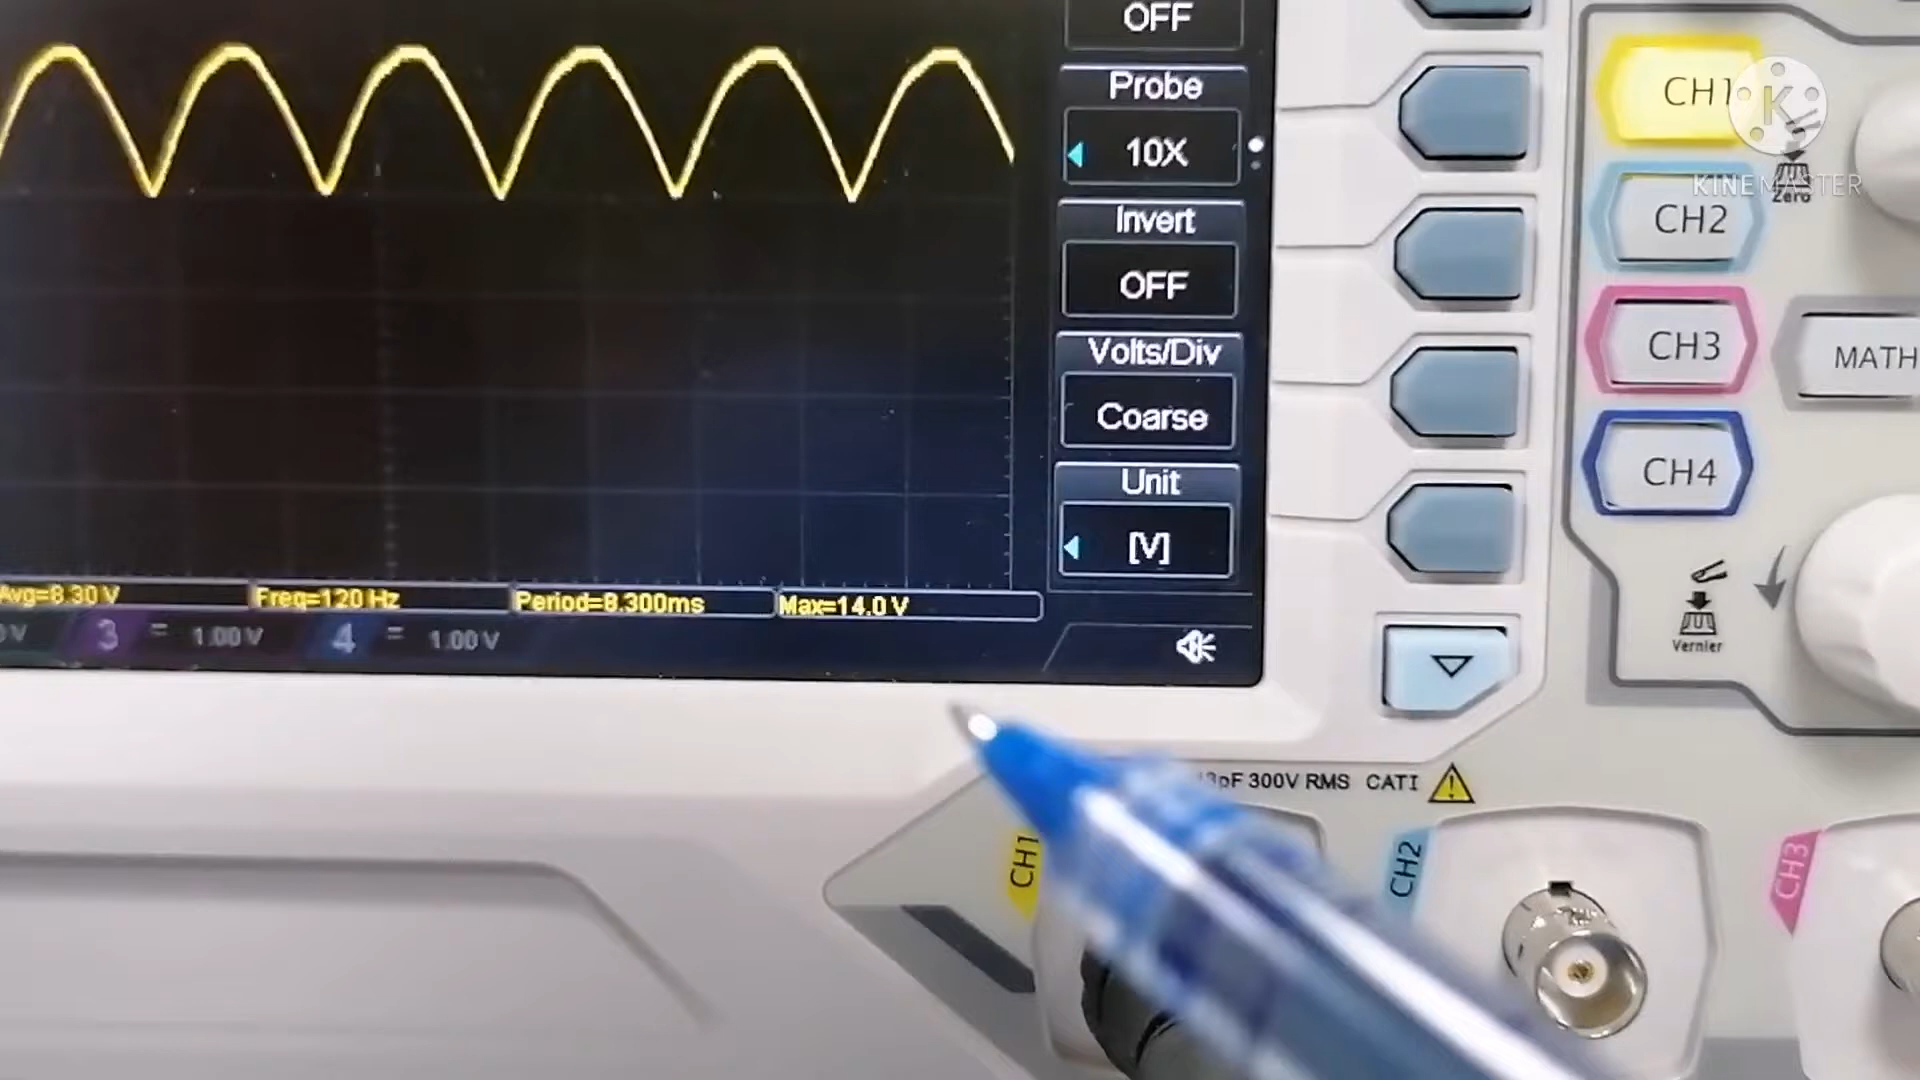 OFF
Probe
10X
Invert
OFF
Volts/Div
Coarse
Unit
[V]
Avg=8.30 V
Freq=120 Hz
Period=8.300ms
Max=14.0 V
V
3 = 1.00 V
4 = 1.00 V
CH1
CH2
CH3
CH4
MATH
Zero
Vernier
K
KINEMASTER
pF 300V RMS CATI
CH1
CH2
CH3